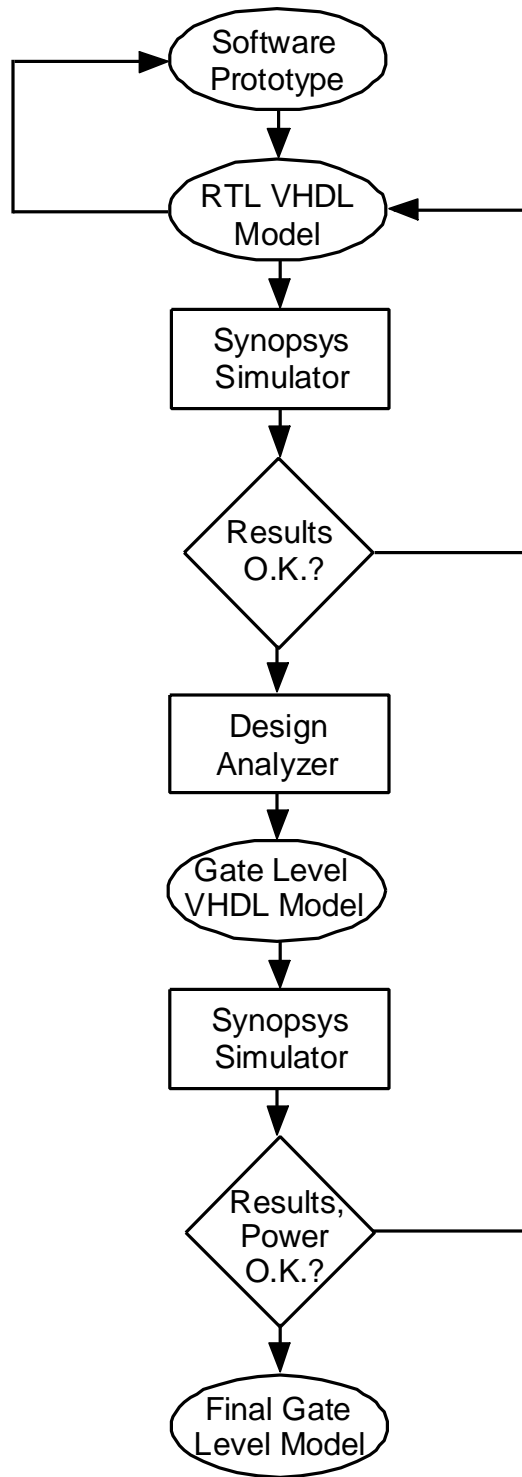 Software
Prototype
RTL VHDL
Model
Synopsys
Simulator
Results
O.K.?
Design
Analyzer
Gate Level
VHDL Model
Synopsys
Simulator
Results,
Power
O.K.?
Final Gate
Level Model